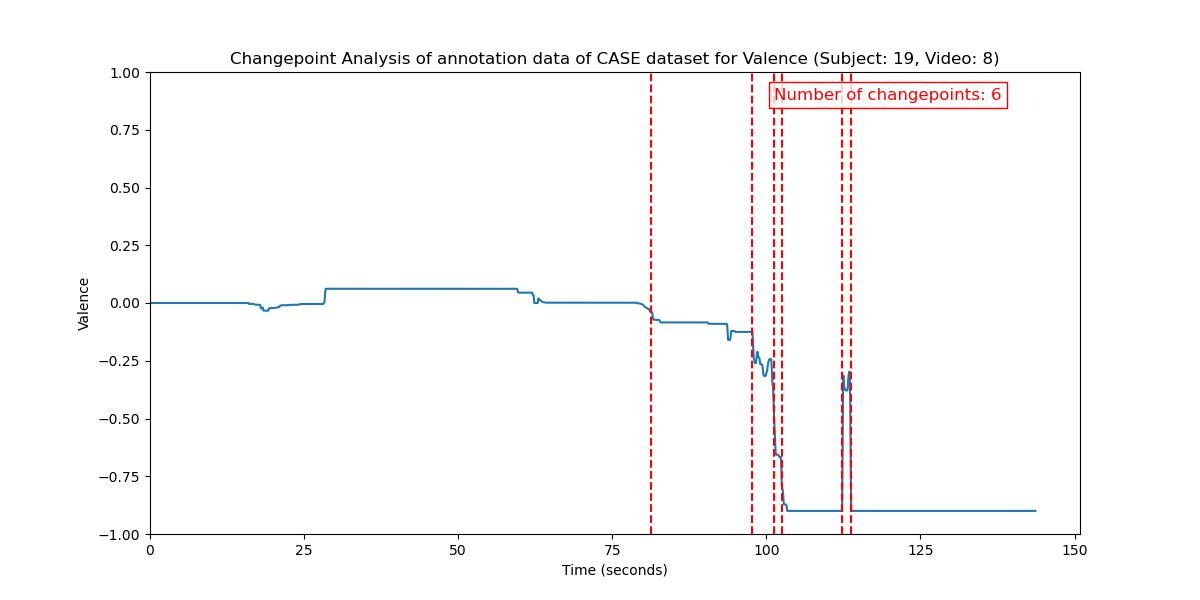 Changepoint Analysis of annotation data of CASE dataset for Valence (Subject: 19, Video: 8)
1.00
Number of changepoints: 6
0.75
0.50
0.25
0.00
−0.25
−0.50
−0.75
−1.00
Valence
0 25 50 75 100 125 150
Time (seconds)